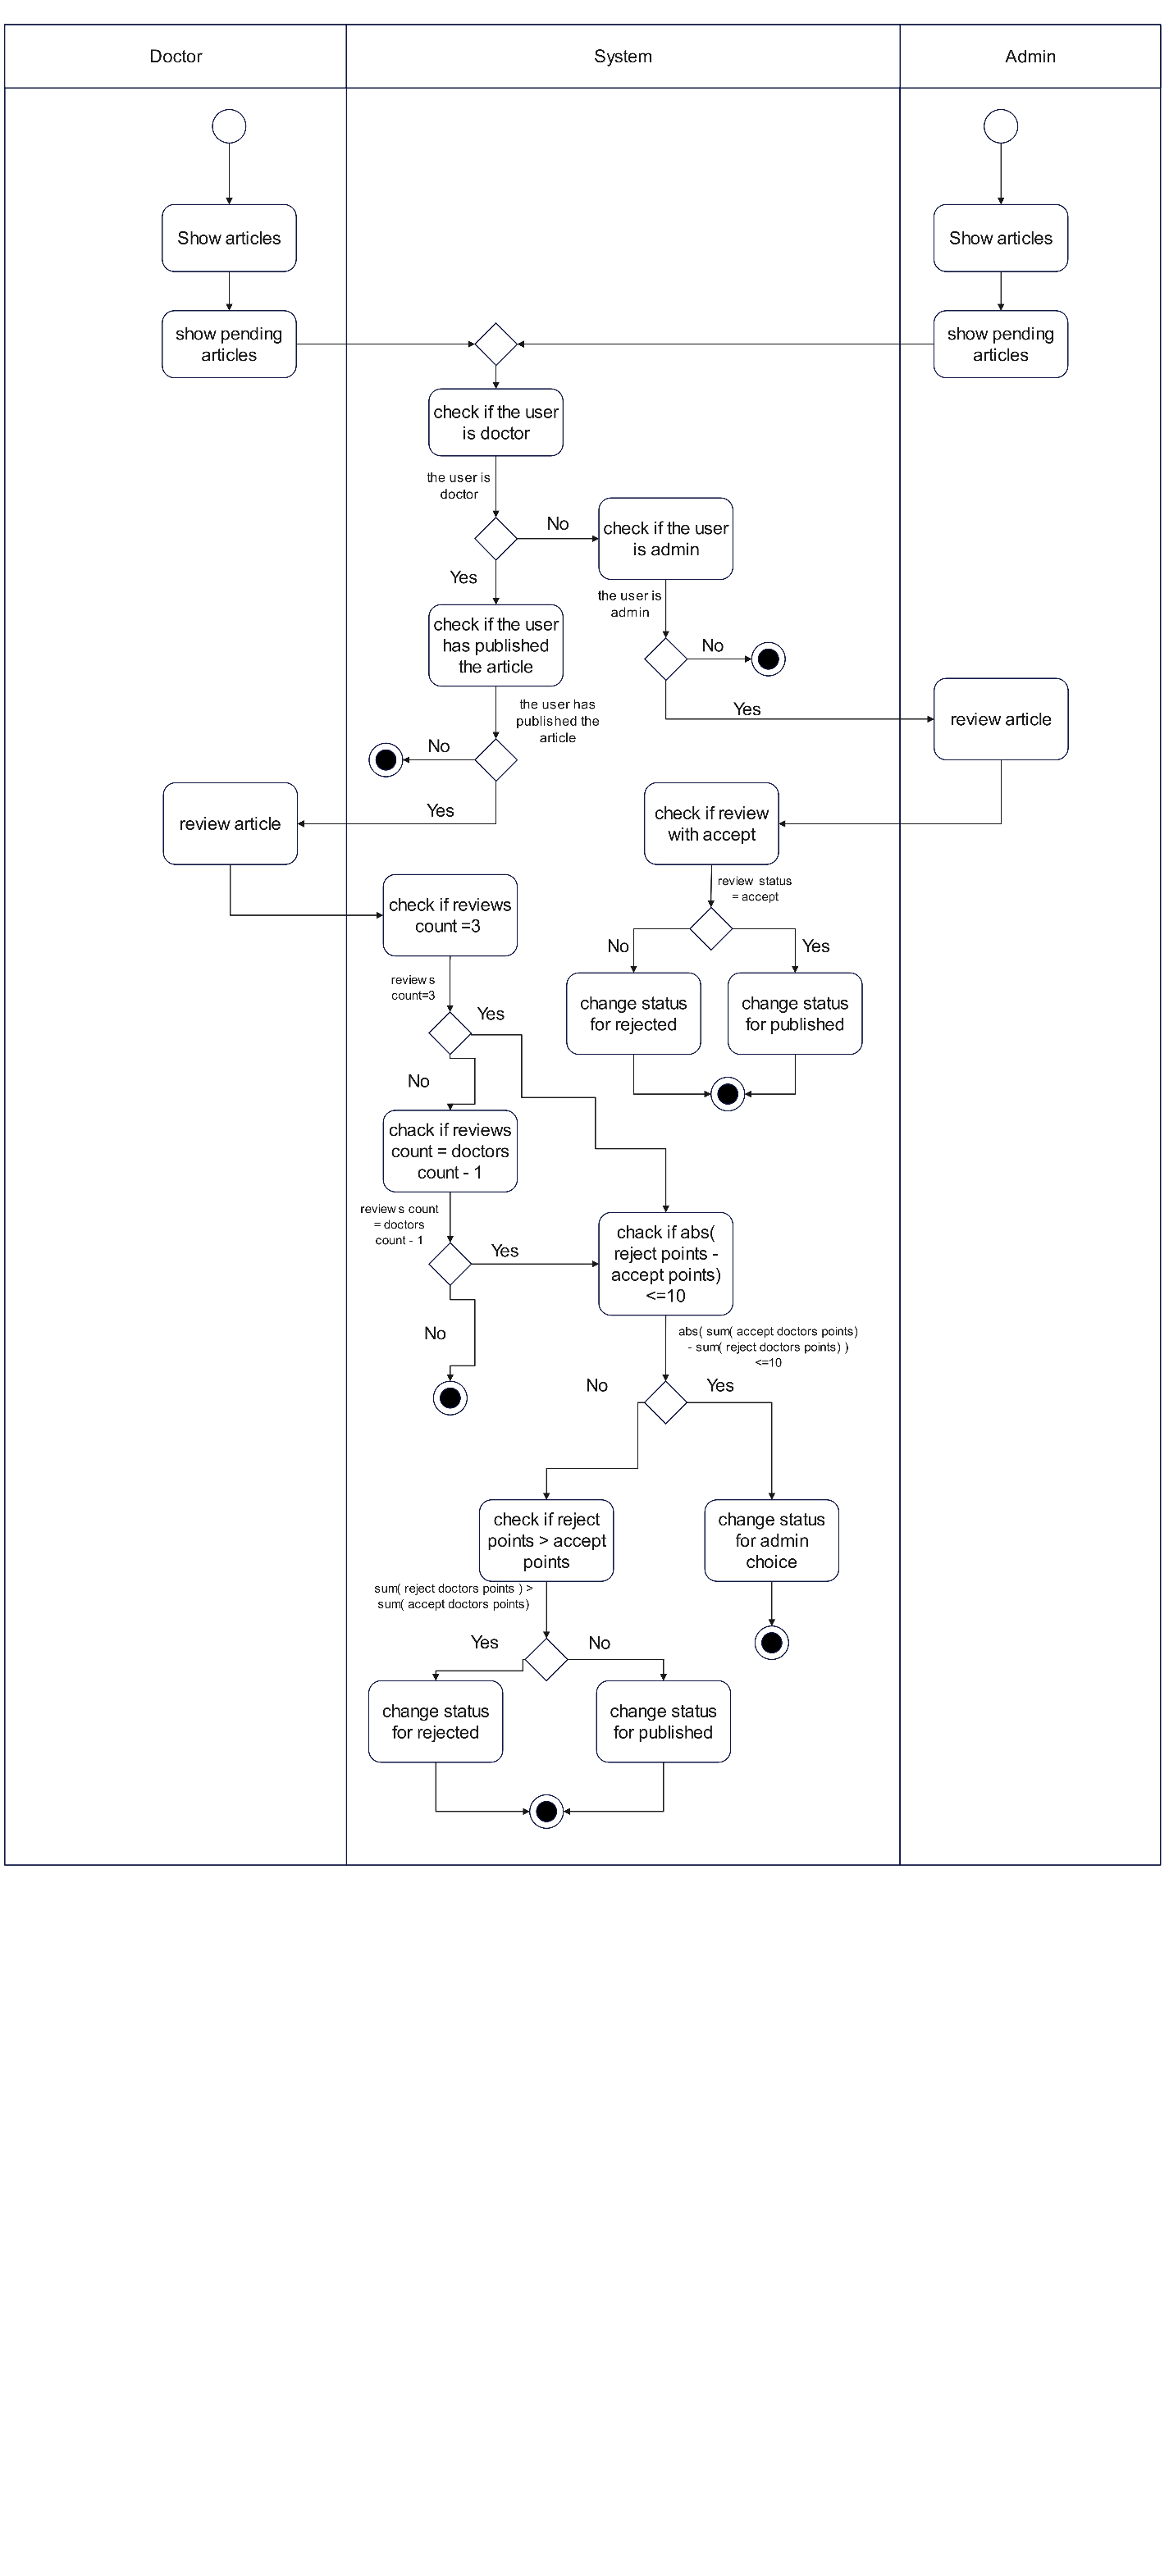 Doctor
System
Admin
Show articles
Show articles
show pending
articles
show pending
articles
check if the user
is doctor
the user is
doctor
No
check if the user
is admin
Yes
the user is
admin
check if the user
has published
the article
No
the user has
published the
article
Yes
review article
No
Yes
review article
check if review
with accept
review status
= accept
check if reviews
count =3
No
Yes
reviews
count=3
change status
for rejected
change status
for published
Yes
No
chack if reviews
count = doctors
count - 1
reviews count
= doctors
count - 1
Yes
chack if abs(
reject points -
accept points)
<=10
No
abs( sum( accept doctors points)
- sum( reject doctors points) )
<=10
No
Yes
check if reject
points > accept
points
change status
for admin
choice
sum( reject doctors points ) >
sum( accept doctors points)
Yes
No
change status
for rejected
change status
for published